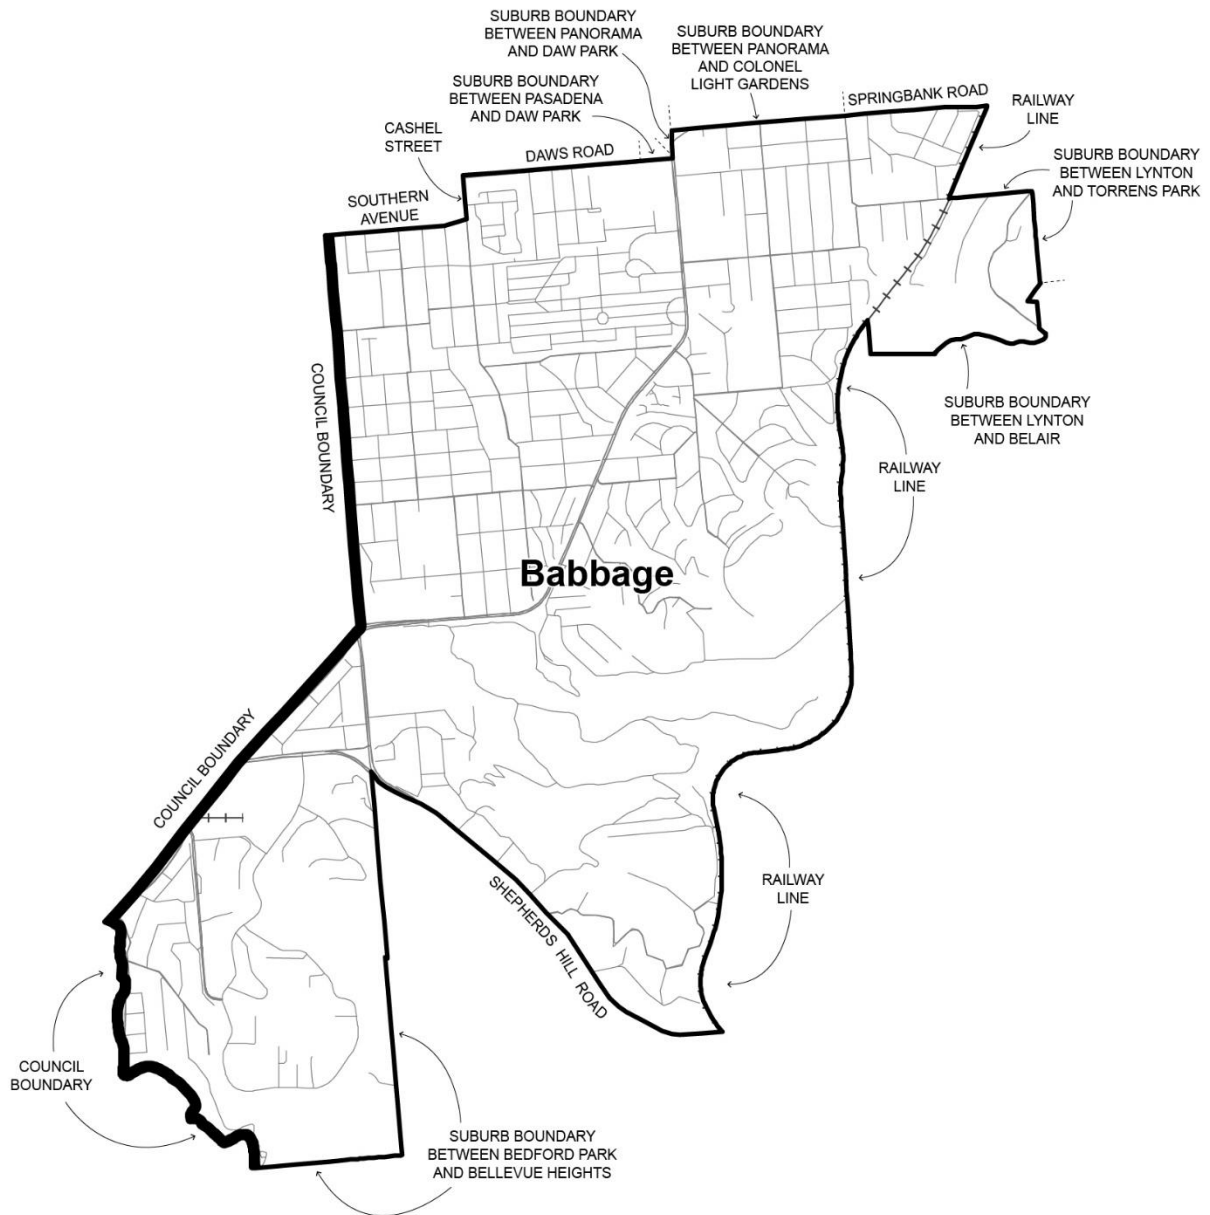 SUBURB BOUNDARY
BETWEEN PANORAMA
AND DAW PARK
SUBURB BOUNDARY
BETWEEN PANORAMA
AND COLONEL
LIGHT GARDENS
SUBURB BOUNDARY
BETWEEN PASADENA
AND DAW PARK
SPRINGBANK ROAD
RAILWAY
LINE
CASHEL
STREET
DAWS ROAD
SUBURB BOUNDARY
BETWEEN LYNTON
AND TORRENS PARK
SOUTHERN
AVENUE
COUNCIL BOUNDARY
SUBURB BOUNDARY
BETWEEN LYNTON
AND BELAIR
RAILWAY
LINE
Babbage
COUNCIL BOUNDARY
SHEPHERDS HILL ROAD
RAILWAY
LINE
COUNCIL
BOUNDARY
SUBURB BOUNDARY
BETWEEN BEDFORD PARK
AND BELLEVUE HEIGHTS